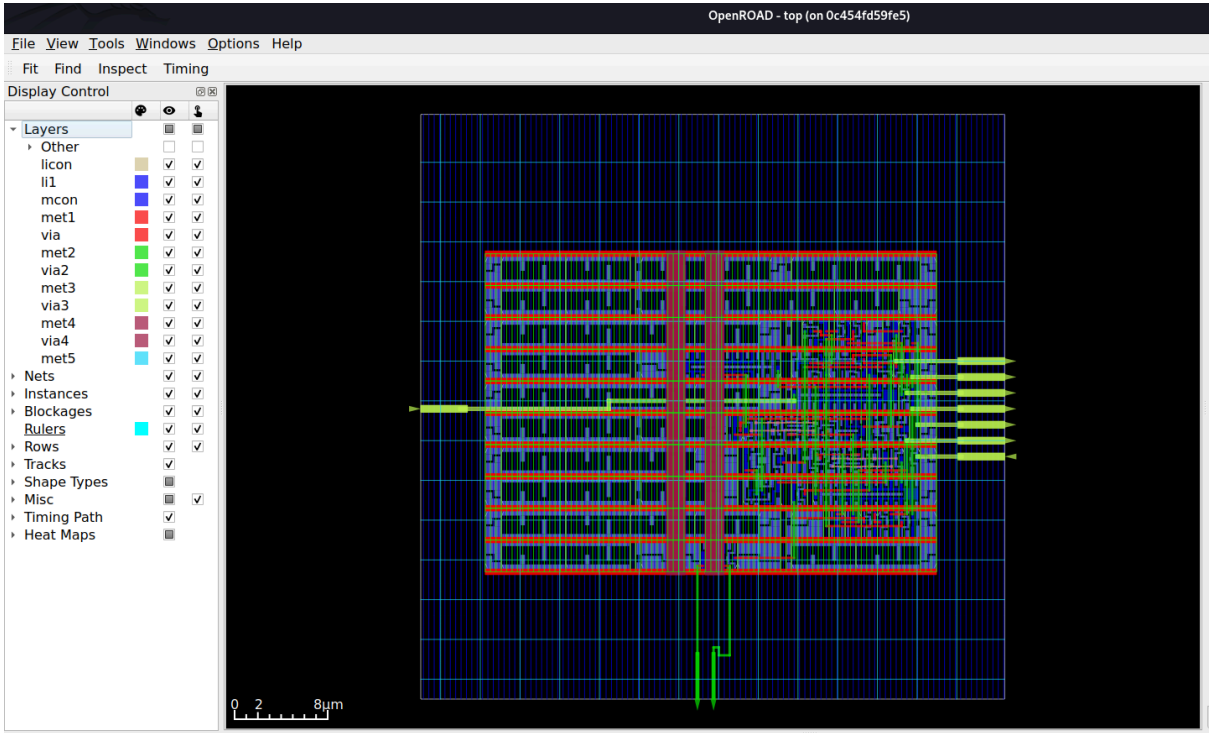 OpenROAD - top (on 0c454fd59fe5)
File View Tools Windows Options Help
Fit Find Inspect Timing
Display Control
Layers
Other
licon
li1
mcon
met1
via
met2
via2
met3
via3
met4
via4
met5
Nets
Instances
Blockages
Rulers
Rows
Tracks
Shape Types
Misc
Timing Path
Heat Maps
0 2 8μm